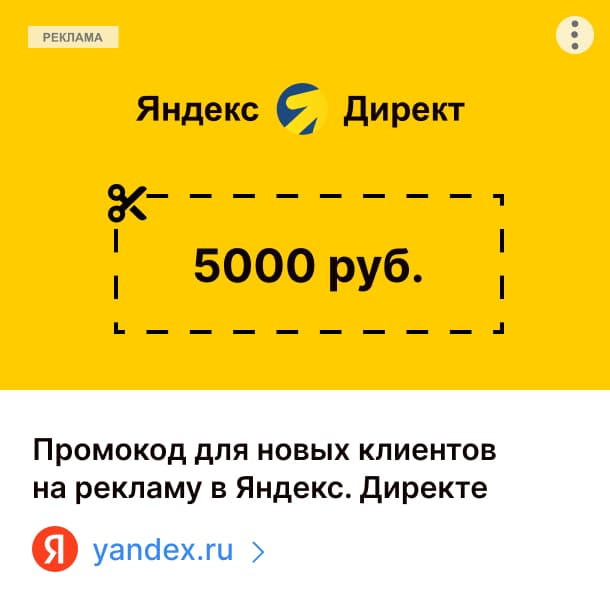 РЕКЛАМА
Яндекс Директ
5000 руб.
Промокод для новых клиентов
на рекламу в Яндекс. Директе
Я yandex.ru